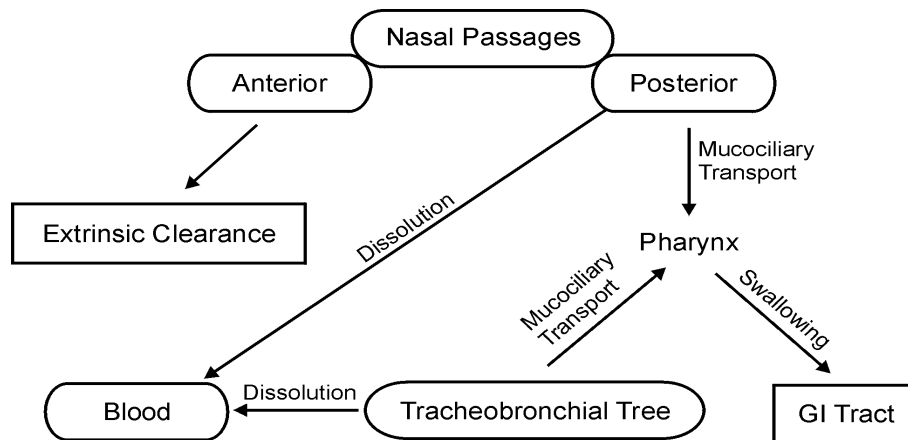 Nasal Passages
Anterior
Posterior
Mucociliary
Transport
Dissolution
Extrinsic Clearance
Pharynx
Mucociliary
Transport
Swallowing
Blood
Dissolution
Tracheobronchial Tree
GI Tract